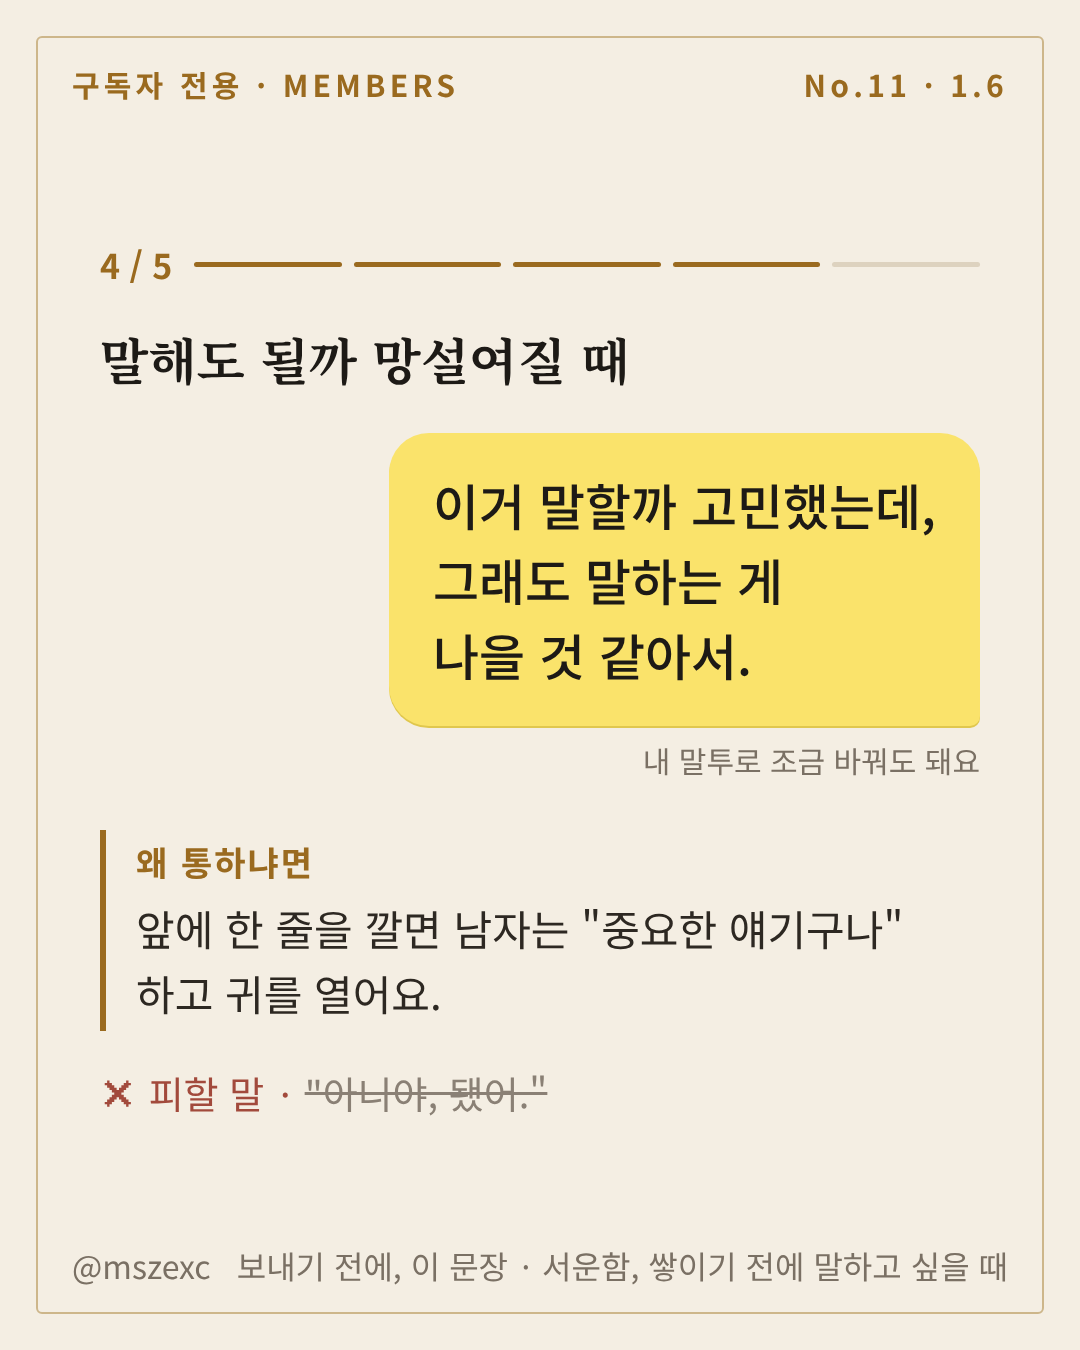 구독자 전용 · MEMBERS
No.11 · 1.6
4 / 5
말해도 될까 망설여질 때
이거 말할까 고민했는데,
그래도 말하는 게
나을 것 같아서.
내 말투로 조금 바꿔도 돼요
왜 통하냐면
앞에 한 줄을 깔면 남자는 "중요한 얘기구나"
하고 귀를 열어요.
✕ 피할 말 · "아니야, 됐어."
@mszexc 보내기 전에, 이 문장 · 서운함, 쌓이기 전에 말하고 싶을 때